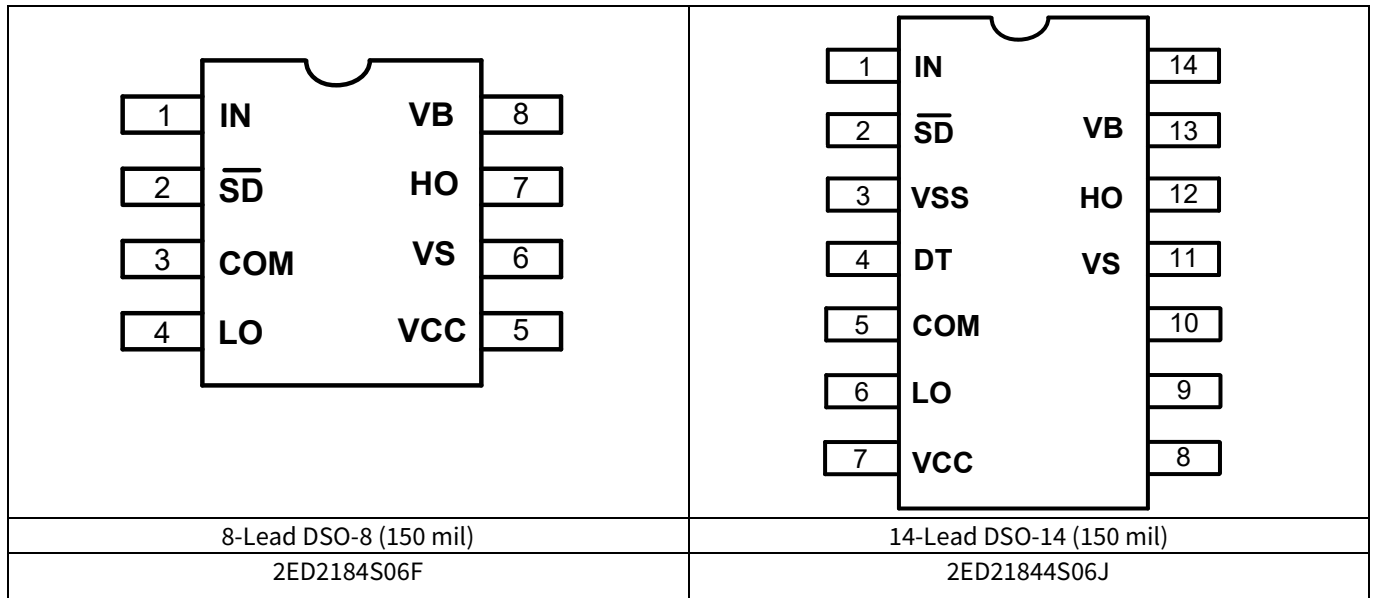 1 IN VB 8
2 S̅D̅ HO 7
3 COM VS 6
4 LO VCC 5
1 IN 14
2 S̅D̅ VB 13
3 VSS HO 12
4 DT VS 11
5 COM 10
6 LO 9
7 VCC 8
8-Lead DSO-8 (150 mil)
14-Lead DSO-14 (150 mil)
2ED2184S06F
2ED21844S06J